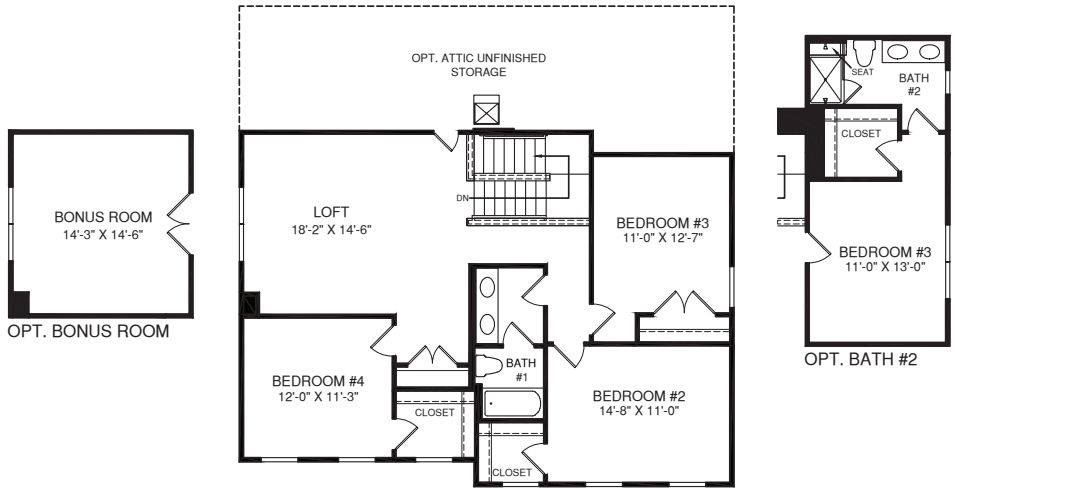 OPT. ATTIC UNFINISHED
STORAGE
BONUS ROOM
14'-3" X 14'-6"
OPT. BONUS ROOM
LOFT
18'-2" X 14'-6"
DN
BEDROOM #3
11'-0" X 12'-7"
BEDROOM #4
12'-0" X 11'-3"
CLOSET
BATH
#1
BEDROOM #2
14'-8" X 11'-0"
CLOSET
SEAT
BATH
#2
CLOSET
BEDROOM #3
11'-0" X 13'-0"
OPT. BATH #2